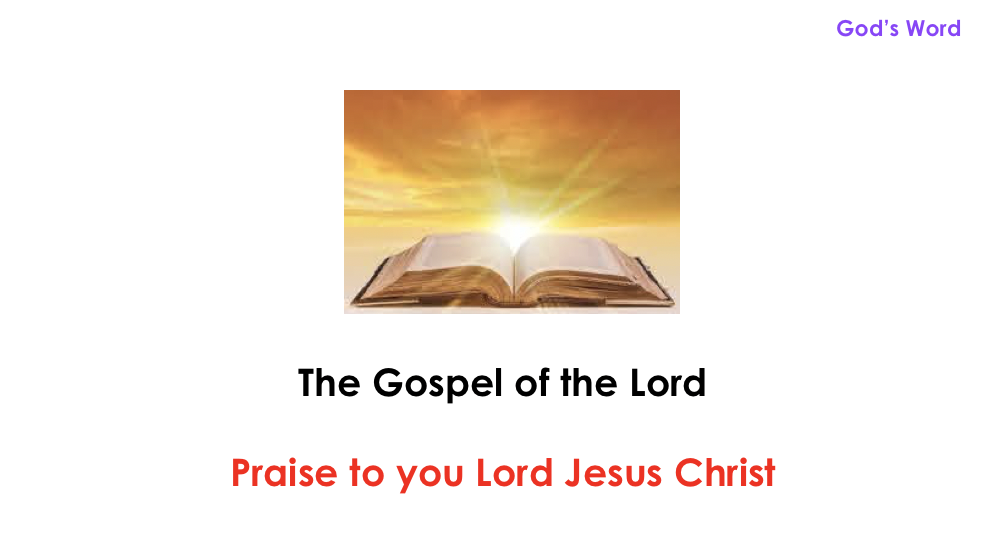 God’s Word
The Gospel of the Lord
Praise to you Lord Jesus Christ